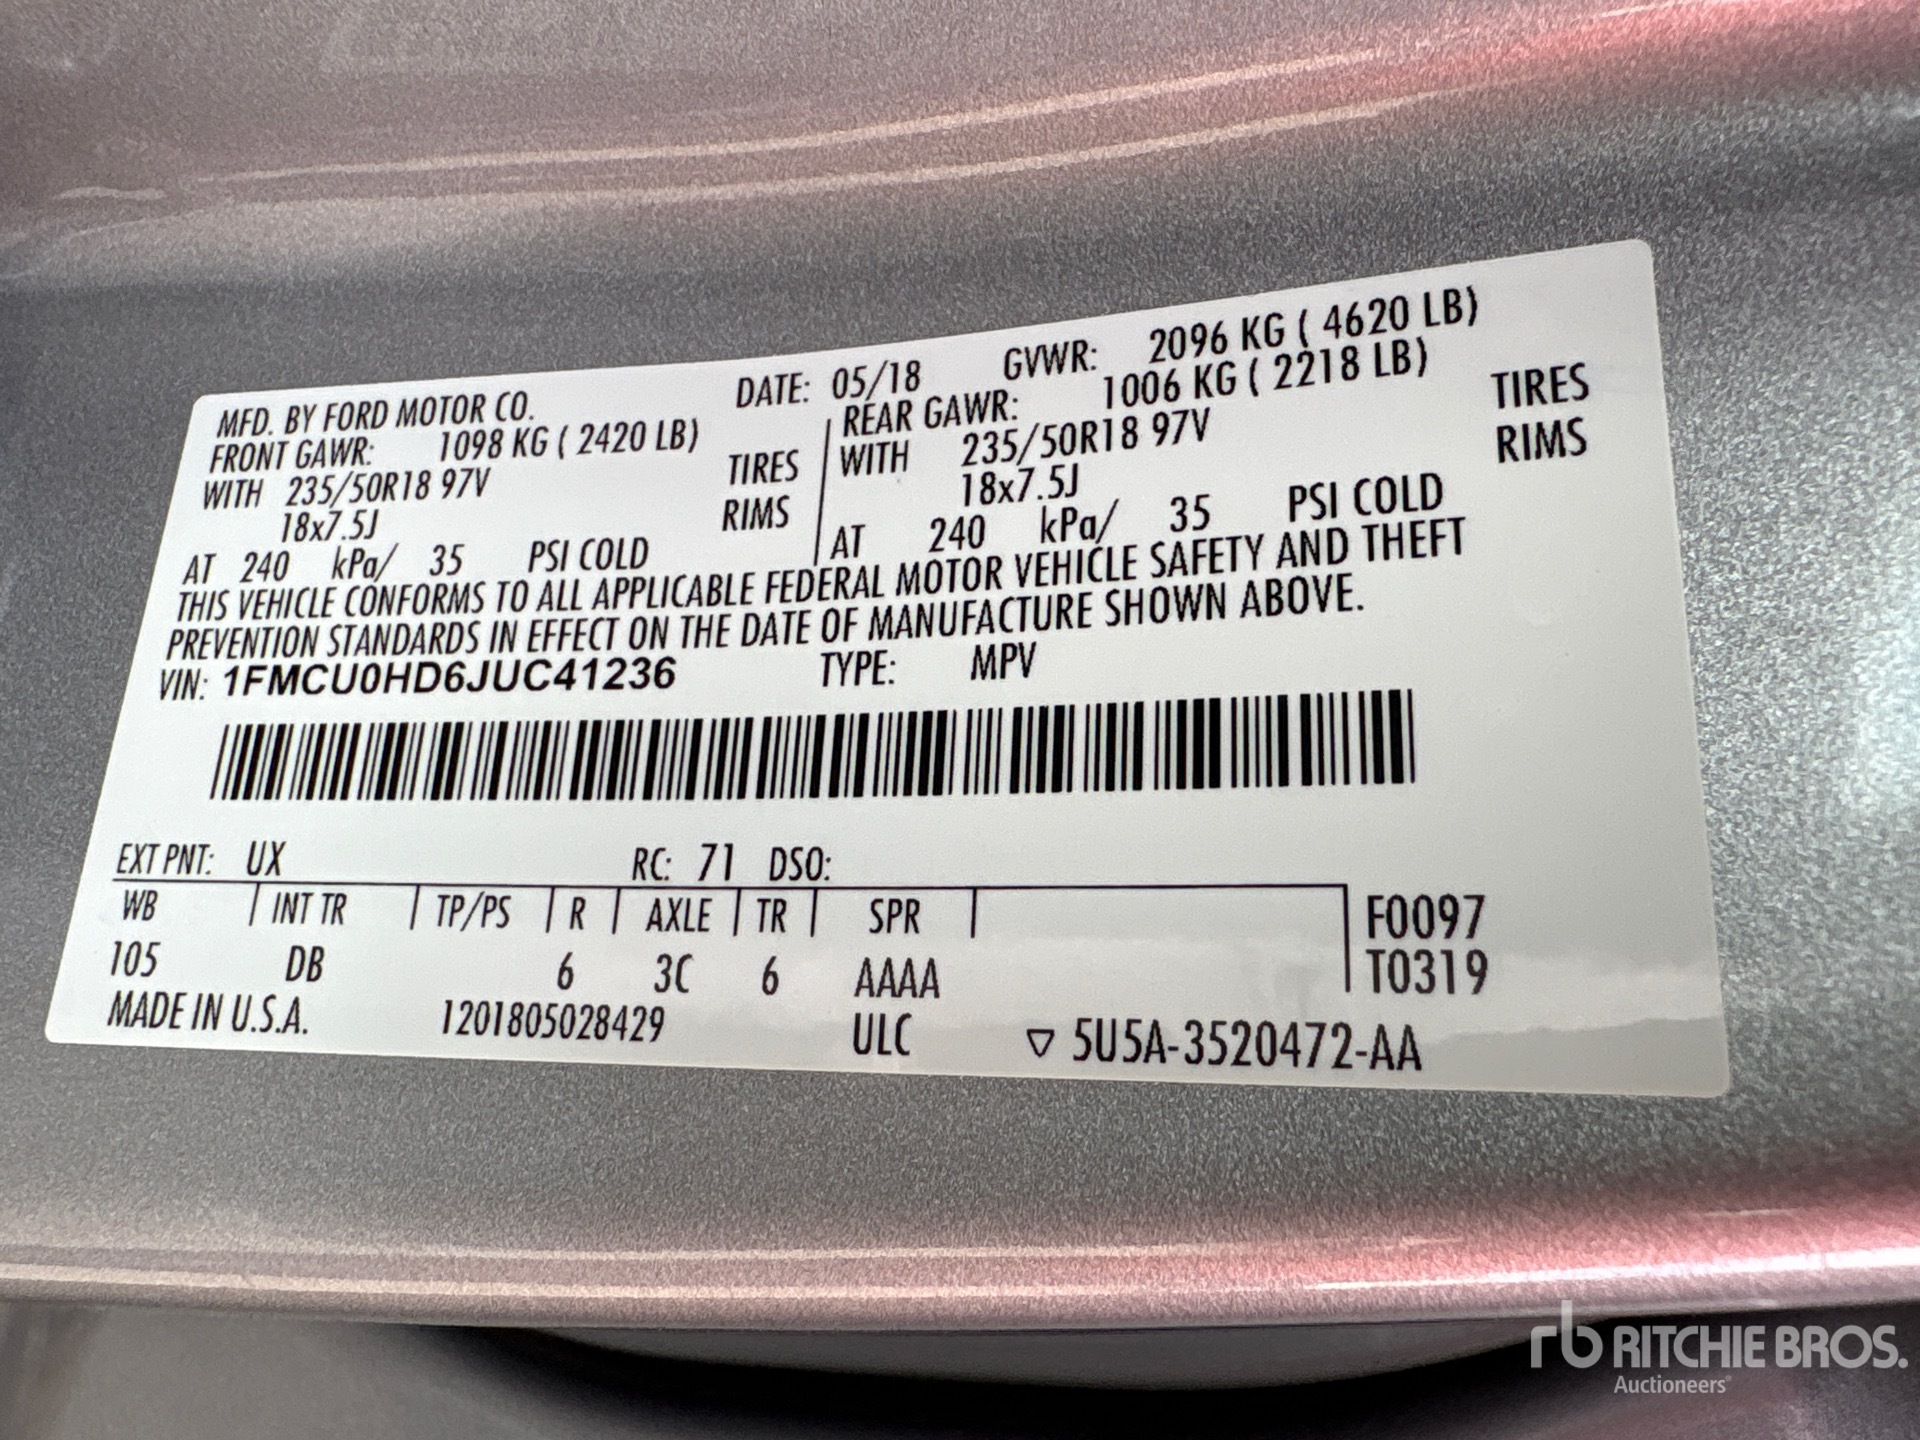 MFD. BY FORD MOTOR CO. DATE: 05/18 GVWR: 2096 KG ( 4620 LB)
FRONT GAWR: 1098 KG ( 2420 LB) REAR GAWR: 1006 KG ( 2218 LB)
WITH 235/50R18 97V TIRES WITH 235/50R18 97V TIRES
18x7.5J RIMS 18x7.5J RIMS
AT 240 kPa/ 35 PSI COLD AT 240 kPa/ 35 PSI COLD
THIS VEHICLE CONFORMS TO ALL APPLICABLE FEDERAL MOTOR VEHICLE SAFETY AND THEFT
PREVENTION STANDARDS IN EFFECT ON THE DATE OF MANUFACTURE SHOWN ABOVE.
VIN: 1FMCU0HD6JUC41236 TYPE: MPV
EXT PNT: UX RC: 71 DSO:
WB INT TR TP/PS R AXLE TR SPR F0097
105 DB 6 3C 6 AAAA T0319
MADE IN U.S.A. 1201805028429 ULC ▽ 5U5A-3520472-AA
rb RITCHIE BROS.
Auctioneers